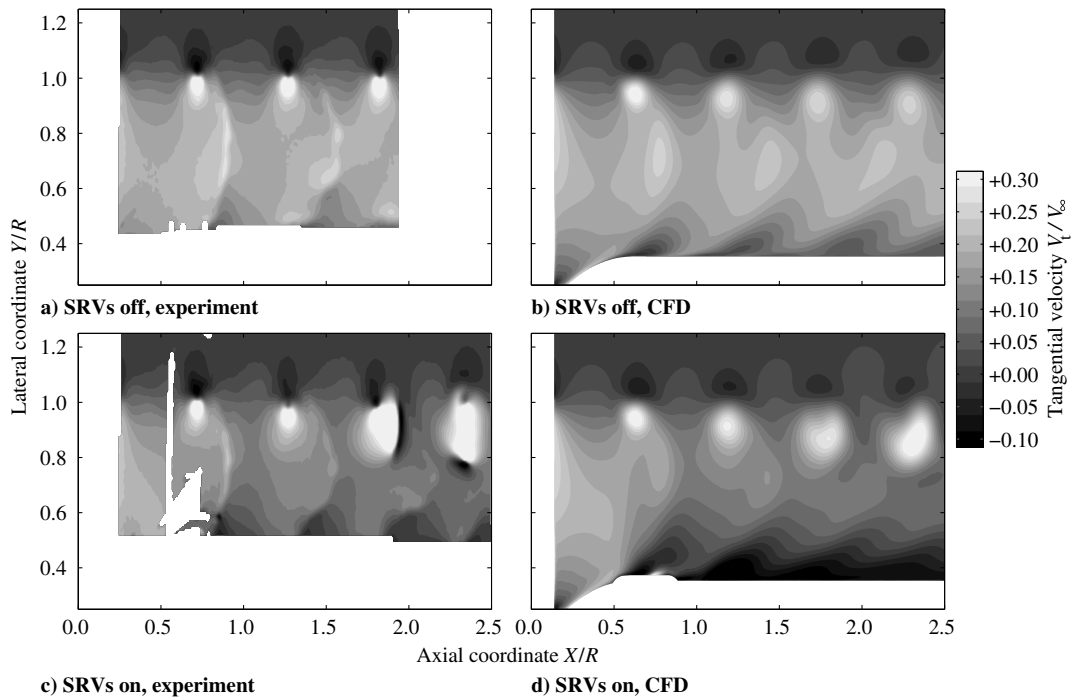 1.2
1.0
0.8
0.6
0.4
a) SRVs off, experiment
b) SRVs off, CFD
Lateral coordinate Y/R
1.2
1.0
0.8
0.6
0.4
0.0 0.5 1.0 1.5 2.0 2.5
0.0 0.5 1.0 1.5 2.0 2.5
Axial coordinate X/R
c) SRVs on, experiment
d) SRVs on, CFD
+0.30
+0.25
+0.20
+0.15
+0.10
+0.05
+0.00
−0.05
−0.10
Tangential velocity Vt/V∞